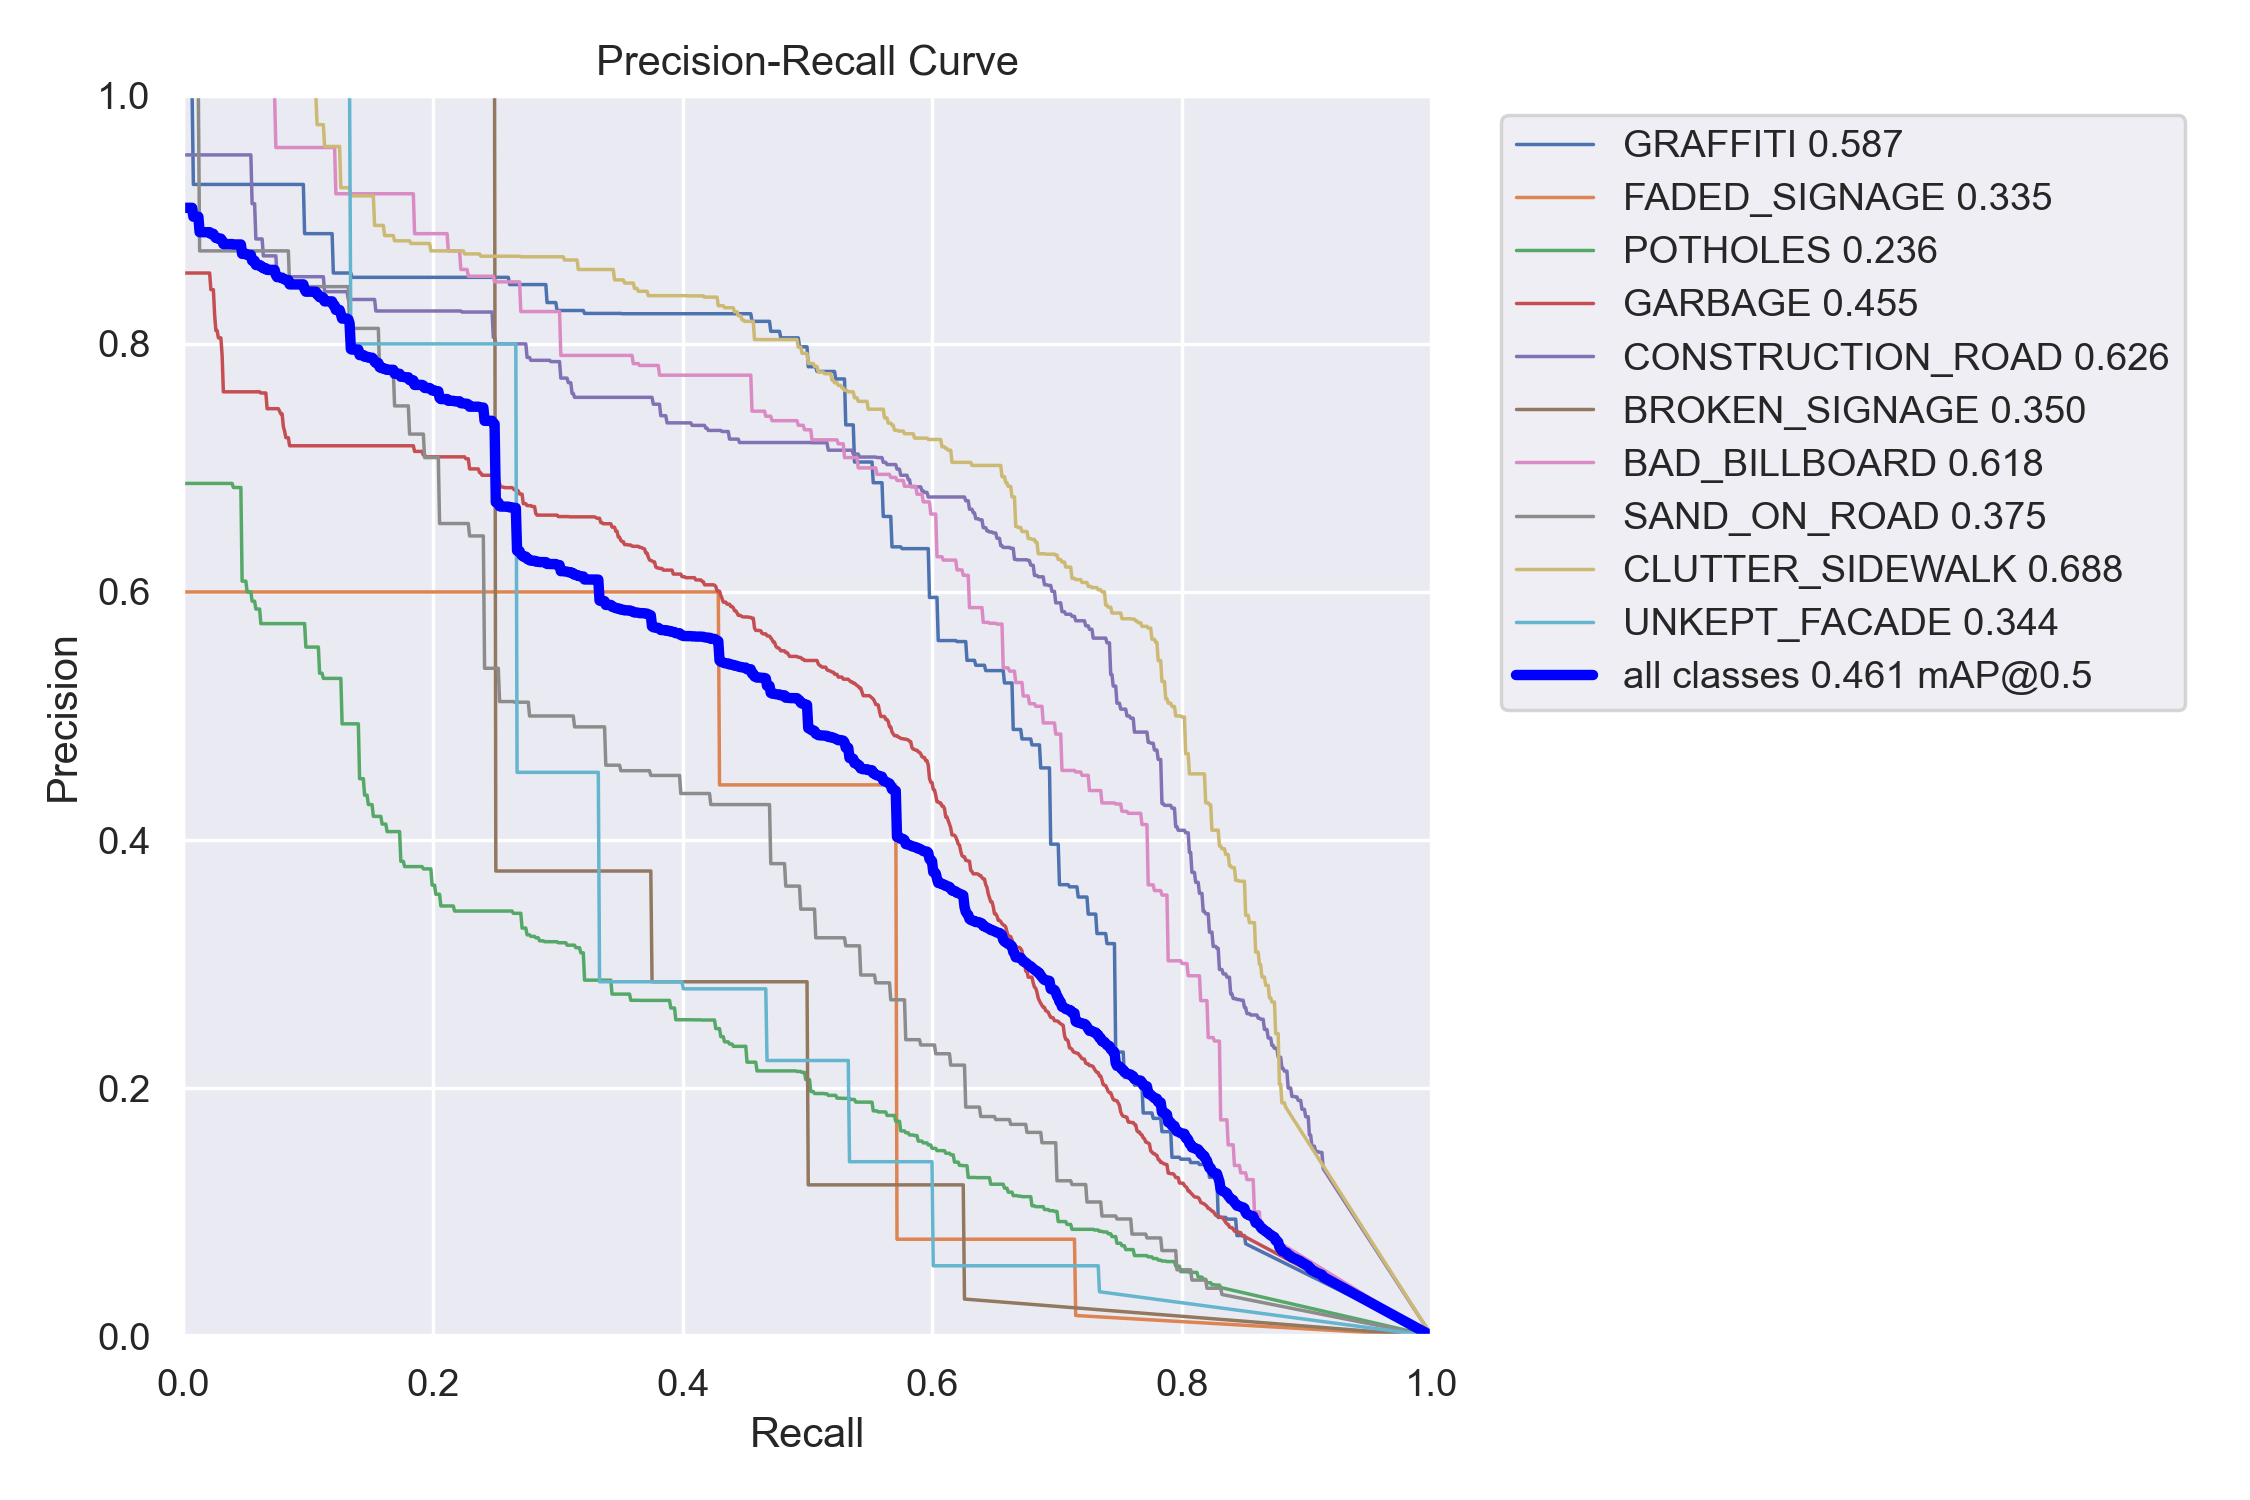 Precision-Recall Curve
1.0
0.8
0.6
0.4
0.2
0.0
Precision
0.0 0.2 0.4 0.6 0.8 1.0
Recall
GRAFFITI 0.587
FADED_SIGNAGE 0.335
POTHOLES 0.236
GARBAGE 0.455
CONSTRUCTION_ROAD 0.626
BROKEN_SIGNAGE 0.350
BAD_BILLBOARD 0.618
SAND_ON_ROAD 0.375
CLUTTER_SIDEWALK 0.688
UNKEPT_FACADE 0.344
all classes 0.461 mAP@0.5